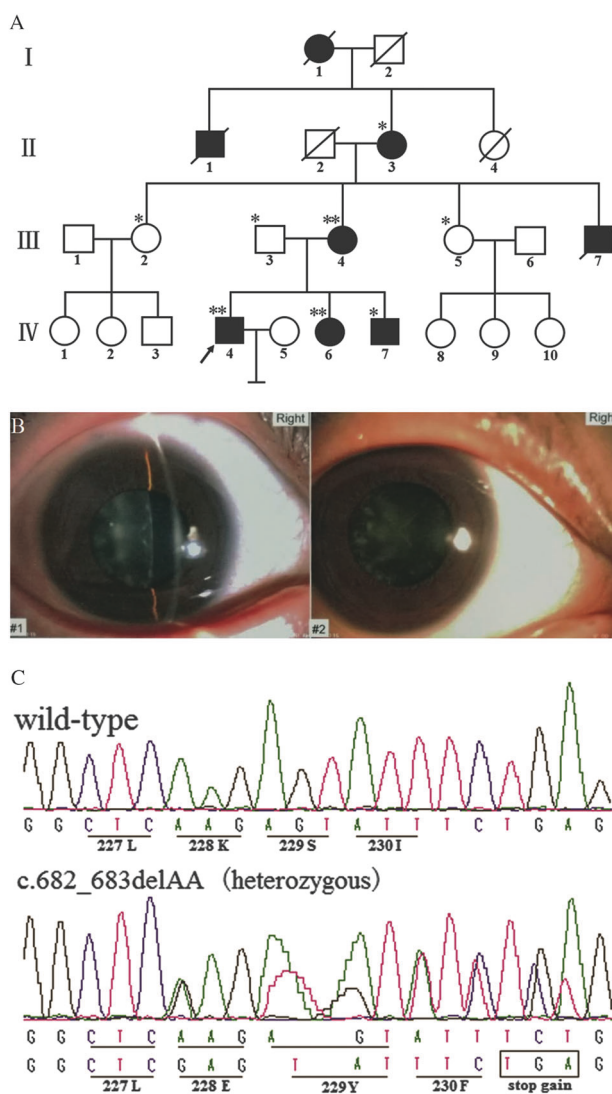 A
I
1 2
II
* 
1 2 3 4
III
* * ** *
1 2 3 4 5 6 7
IV
** ** *
1 2 3 4 5 6 7 8 9 10
B
Right Right
#1 #2
C
wild-type
G G C T C A A G A G T A T T T C T G A G
227 L 228 K 229 S 230 I
c.682_683delAA (heterozygous)
G G C T C A A G A G T A T T T C T G
G G C T C G A G T A T T T C T G A
227 L 228 E 229Y 230 F stop gain